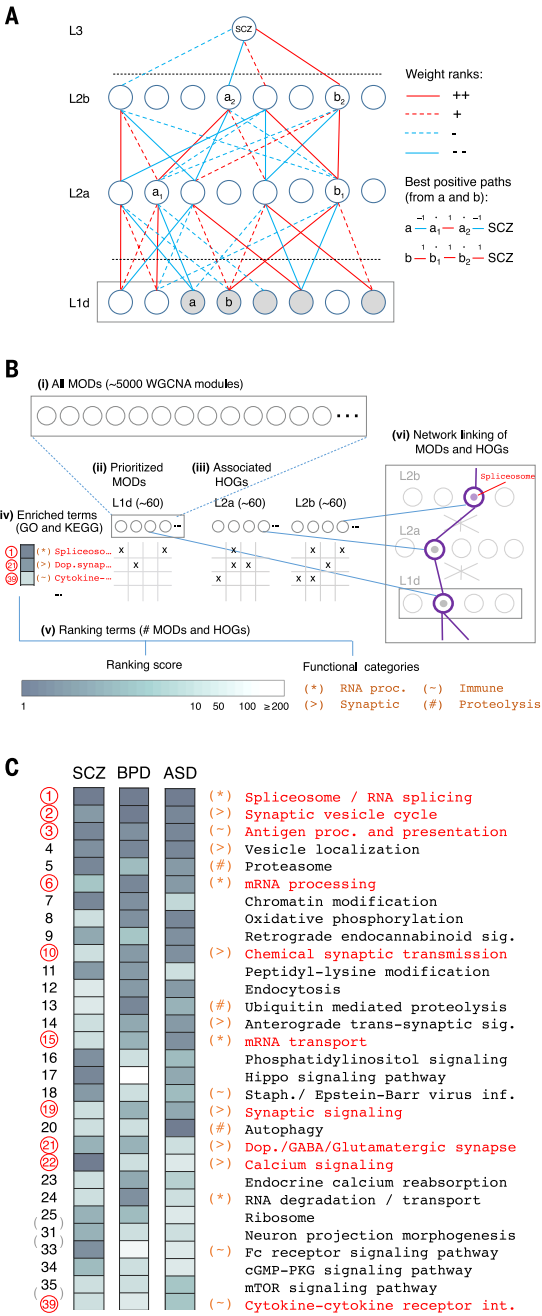 A
L3
SCZ
L2b
a2
b2
L2a
a1
b1
L1d
a
b
Weight ranks:
++
+
-
--
Best positive paths:
(from a and b):
a -1 a1 1 a2 -1 SCZ
b 1 b1 1 b2 1 SCZ
B
(i) All MODs (~5000 WGCNA modules)
(ii) Prioritized MODs
L1d (~60)
(iii) Associated HOGs
L2a (~60)
L2b (~60)
(iv) Enriched terms
(GO and KEGG)
1 (*) Spliceoso…
21 (>) Dop.synap…
39 (~) Cytokine-…
x x x x x
x x x x
x x x
(v) Ranking terms (# MODs and HOGs)
(vi) Network linking of
MODs and HOGs
L2b
Spliceosome
L2a
L1d
Ranking score
1 10 50 100 ≥200
Functional categories
(*) RNA proc. (~) Immune
(>) Synaptic (#) Proteolysis
C
SCZ BPD ASD
1 (*) Spliceosome / RNA splicing
2 (>) Synaptic vesicle cycle
3 (~) Antigen proc. and presentation
4 (>) Vesicle localization
5 (#) Proteasome
6 (*) mRNA processing
7 Chromatin modification
8 Oxidative phosphorylation
9 Retrograde endocannabinoid sig.
10 (>) Chemical synaptic transmission
11 Peptidyl-lysine modification
12 Endocytosis
13 (#) Ubiquitin mediated proteolysis
14 (>) Anterograde trans-synaptic sig.
15 (*) mRNA transport
16 Phosphatidylinositol signaling
17 Hippo signaling pathway
18 (~) Staph./ Epstein-Barr virus inf.
19 (>) Synaptic signaling
20 (#) Autophagy
21 (>) Dop./GABA/Glutamatergic synapse
22 (>) Calcium signaling
23 Endocrine calcium reabsorption
24 (*) RNA degradation / transport
25 Ribosome
31 Neuron projection morphogenesis
33 (~) Fc receptor signaling pathway
34 cGMP-PKG signaling pathway
35 mTOR signaling pathway
39 (~) Cytokine-cytokine receptor int.